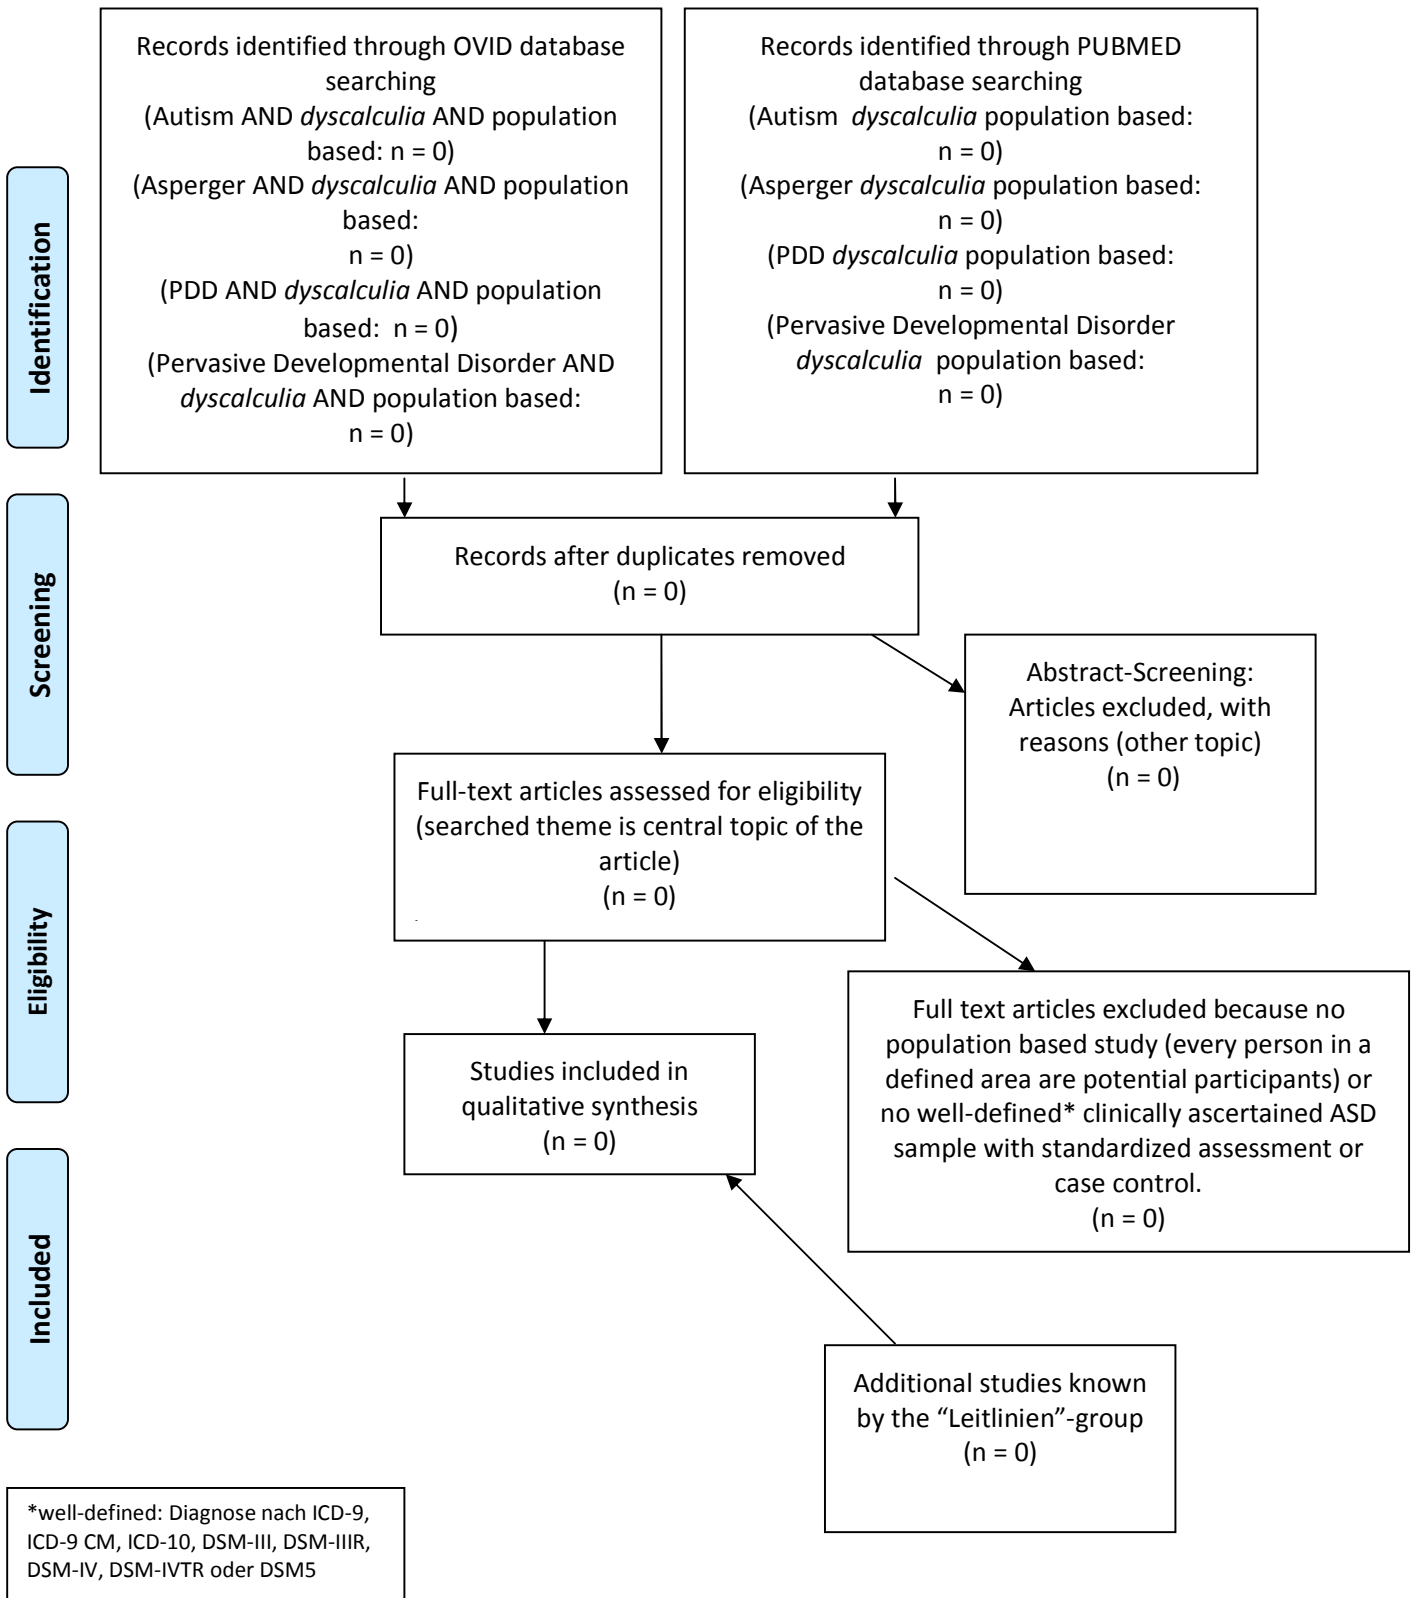 Records identified through OVID database
searching
(Autism AND dyscalculia AND population
based: n = 0)
(Asperger AND dyscalculia AND population
based:
n = 0)
(PDD AND dyscalculia AND population
based:  n = 0)
(Pervasive Developmental Disorder AND
dyscalculia AND population based:
n = 0)
Records identified through PUBMED
database searching
(Autism  dyscalculia population based:
n = 0)
(Asperger dyscalculia population based:
n = 0)
(PDD dyscalculia population based:
n = 0)
(Pervasive Developmental Disorder
dyscalculia  population based:
n = 0)
Identification
Screening
Records after duplicates removed
(n = 0)
Abstract-Screening:
Articles excluded, with
reasons (other topic)
(n = 0)
Full-text articles assessed for eligibility
(searched theme is central topic of the
article)
(n = 0)
.
Eligibility
Full text articles excluded because no
population based study (every person in a
defined area are potential participants) or
no well-defined* clinically ascertained ASD
sample with standardized assessment or
case control.
(n = 0)
Studies included in
qualitative synthesis
(n = 0)
Included
Additional studies known
by the “Leitlinien”-group
(n = 0)
*well-defined: Diagnose nach ICD-9,
ICD-9 CM, ICD-10, DSM-III, DSM-IIIR,
DSM-IV, DSM-IVTR oder DSM5